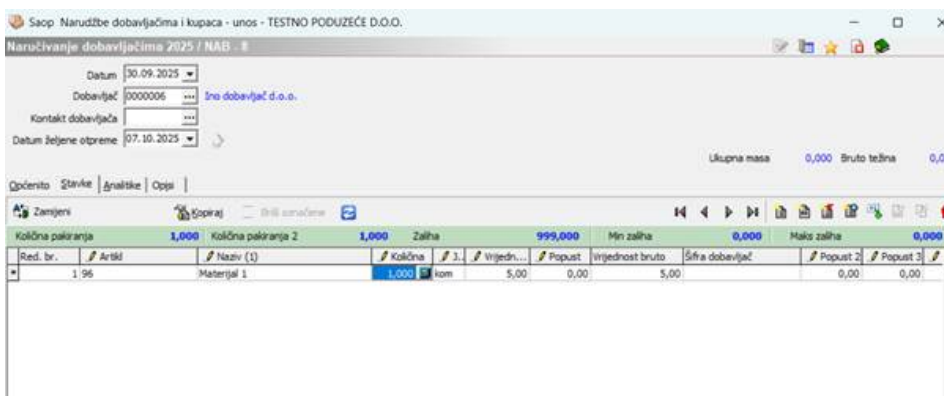 Saop Narudžbe dobavljačima i kupaca - unos - TESTNO PODUZEĆE D.O.O.
Naručivanje dobavljačima 2025 / NAB - 8
Datum 30.09.2025
Dobavljač 0000006 ... Ino dobavljač d.o.o.
Kontakt dobavljača ...
Datum željene otpreme 07.10.2025
Ukupna masa 0,000 Bruto težina 0,0
Općenito Stavke Analitike Opisi
Zamijeni Kopiraj Briši označene
Količina pakiranja 1,000 Količina pakiranja 2 1,000 Zaliha 999,000 Min zaliha 0,000 Maks zaliha 0,000
Red. br. Artikl Naziv (1) Količina J. Vrijedn... Popust Vrijednost bruto Šifra dobavljač Popust 2 Popust 3
1 96 Materijal 1 1,000 kom 5,00 0,00 5,00 0,00 0,00